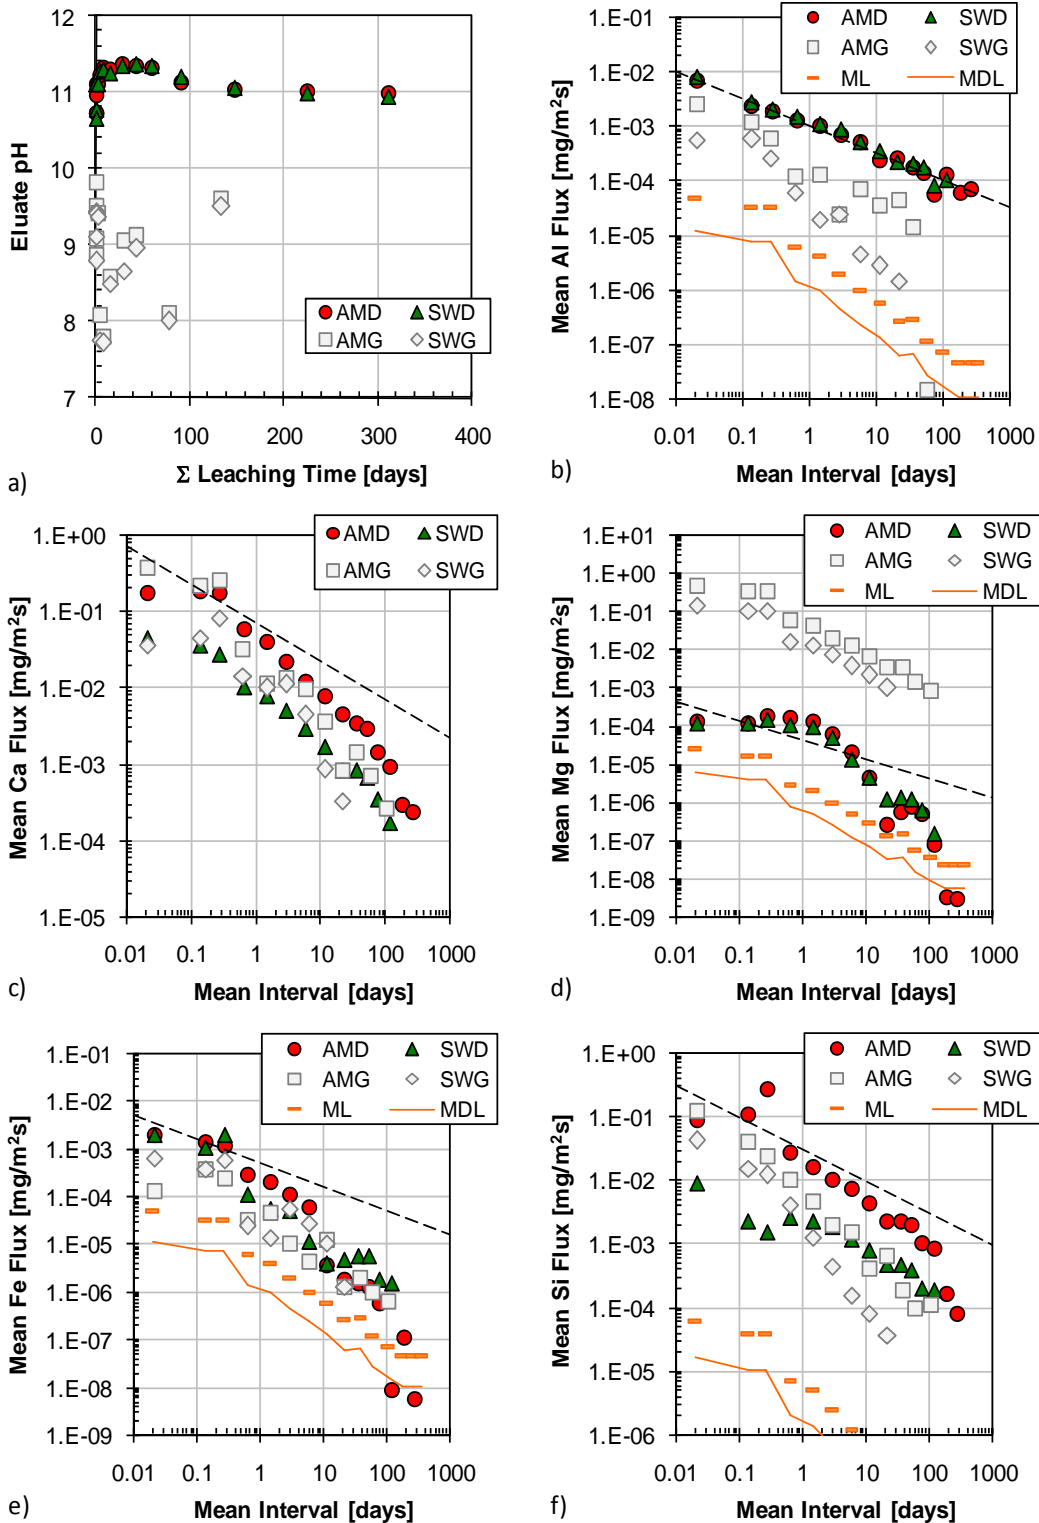 12
11
10
9
8
7
Eluate pH
AMD SWD
AMG SWG
0 100 200 300 400
Σ Leaching Time [days]
a)
AMD SWD
AMG SWG
ML MDL
1.E-01
1.E-02
1.E-03
1.E-04
1.E-05
1.E-06
1.E-07
1.E-08
Mean Al Flux [mg/m²s]
0.01 0.1 1 10 100 1000
Mean Interval [days]
b)
AMD SWD
AMG SWG
1.E+00
1.E-01
1.E-02
1.E-03
1.E-04
1.E-05
Mean Ca Flux [mg/m²s]
0.01 0.1 1 10 100 1000
Mean Interval [days]
c)
AMD SWD
AMG SWG
ML MDL
1.E+01
1.E+00
1.E-01
1.E-02
1.E-03
1.E-04
1.E-05
1.E-06
1.E-07
1.E-08
1.E-09
Mean Mg Flux [mg/m²s]
0.01 0.1 1 10 100 1000
Mean Interval [days]
d)
AMD SWD
AMG SWG
ML MDL
1.E-01
1.E-02
1.E-03
1.E-04
1.E-05
1.E-06
1.E-07
1.E-08
1.E-09
Mean Fe Flux [mg/m²s]
0.01 0.1 1 10 100 1000
Mean Interval [days]
e)
AMD SWD
AMG SWG
ML MDL
1.E+00
1.E-01
1.E-02
1.E-03
1.E-04
1.E-05
1.E-06
Mean Si Flux [mg/m²s]
0.01 0.1 1 10 100 1000
Mean Interval [days]
f)